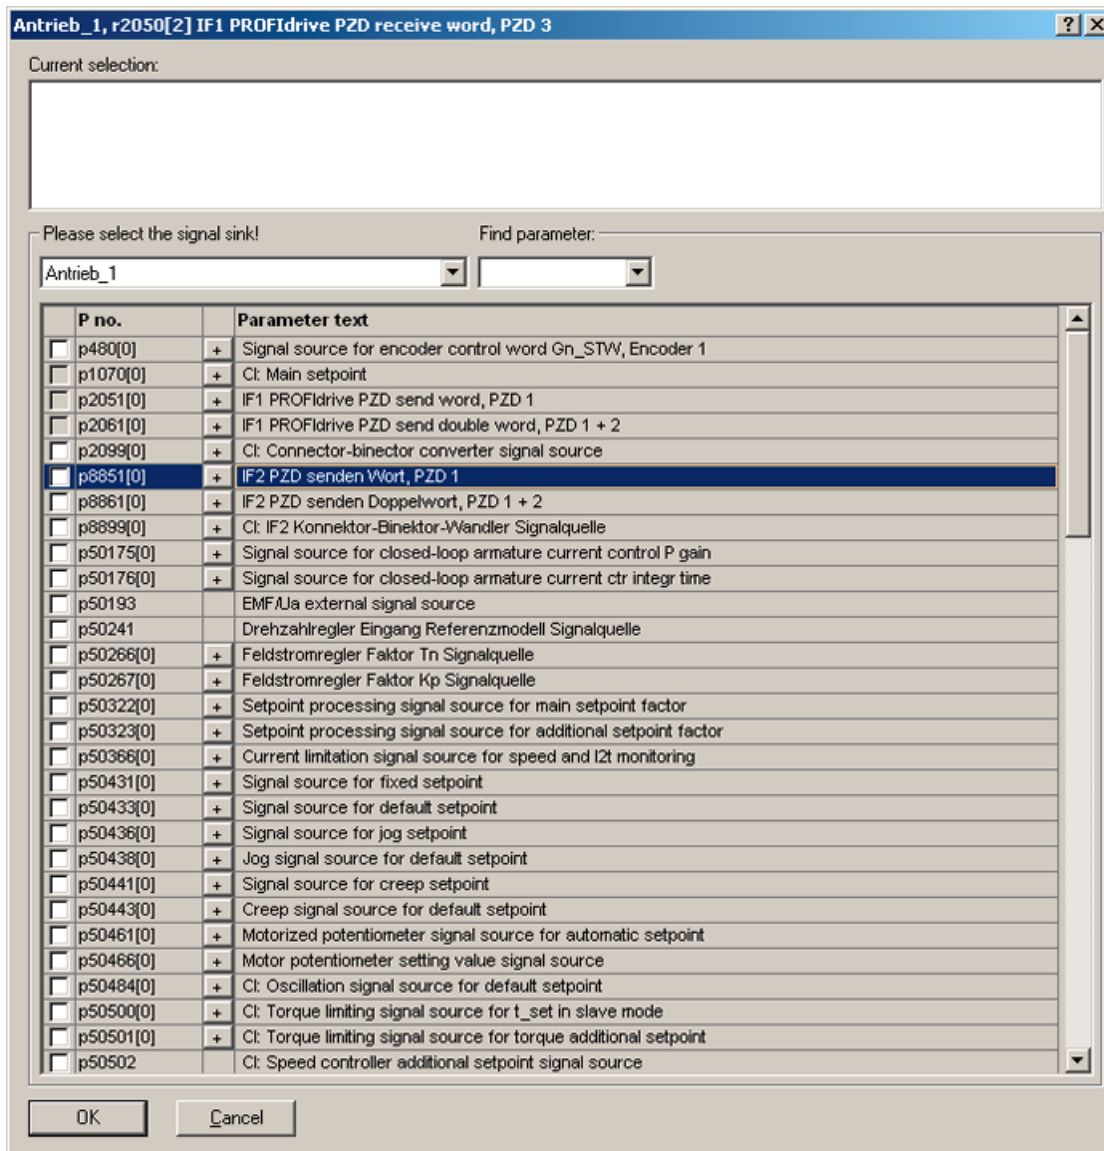 Antrieb_1, r2050[2] IF1 PROFIdrive PZD receive word, PZD 3
Current selection:
Please select the signal sink! Find parameter:
Antrieb_1
P no. Parameter text
p480[0] + Signal source for encoder control word Gn_STW, Encoder 1
p1070[0] + CI: Main setpoint
p2051[0] + IF1 PROFIdrive PZD send word, PZD 1
p2061[0] + IF1 PROFIdrive PZD send double word, PZD 1 + 2
p2099[0] + CI: Connector-binector converter signal source
p8851[0] + IF2 PZD senden Wort, PZD 1
p8861[0] + IF2 PZD senden Doppelwort, PZD 1 + 2
p8899[0] + CI: IF2 Konnektor-Binektor-Wandler Signalquelle
p50175[0] + Signal source for closed-loop armature current control P gain
p50176[0] + Signal source for closed-loop armature current ctr integr time
p50193 EMF/Ua external signal source
p50241 Drehzahlregler Eingang Referenzmodell Signalquelle
p50266[0] + Feldstromregler Faktor Tn Signalquelle
p50267[0] + Feldstromregler Faktor Kp Signalquelle
p50322[0] + Setpoint processing signal source for main setpoint factor
p50323[0] + Setpoint processing signal source for additional setpoint factor
p50366[0] + Current limitation signal source for speed and I2t monitoring
p50431[0] + Signal source for fixed setpoint
p50433[0] + Signal source for default setpoint
p50436[0] + Signal source for jog setpoint
p50438[0] + Jog signal source for default setpoint
p50441[0] + Signal source for creep setpoint
p50443[0] + Creep signal source for default setpoint
p50461[0] + Motorized potentiometer signal source for automatic setpoint
p50466[0] + Motor potentiometer setting value signal source
p50484[0] + CI: Oscillation signal source for default setpoint
p50500[0] + CI: Torque limiting signal source for t_set in slave mode
p50501[0] + CI: Torque limiting signal source for torque additional setpoint
p50502 CI: Speed controller additional setpoint signal source
OK Cancel